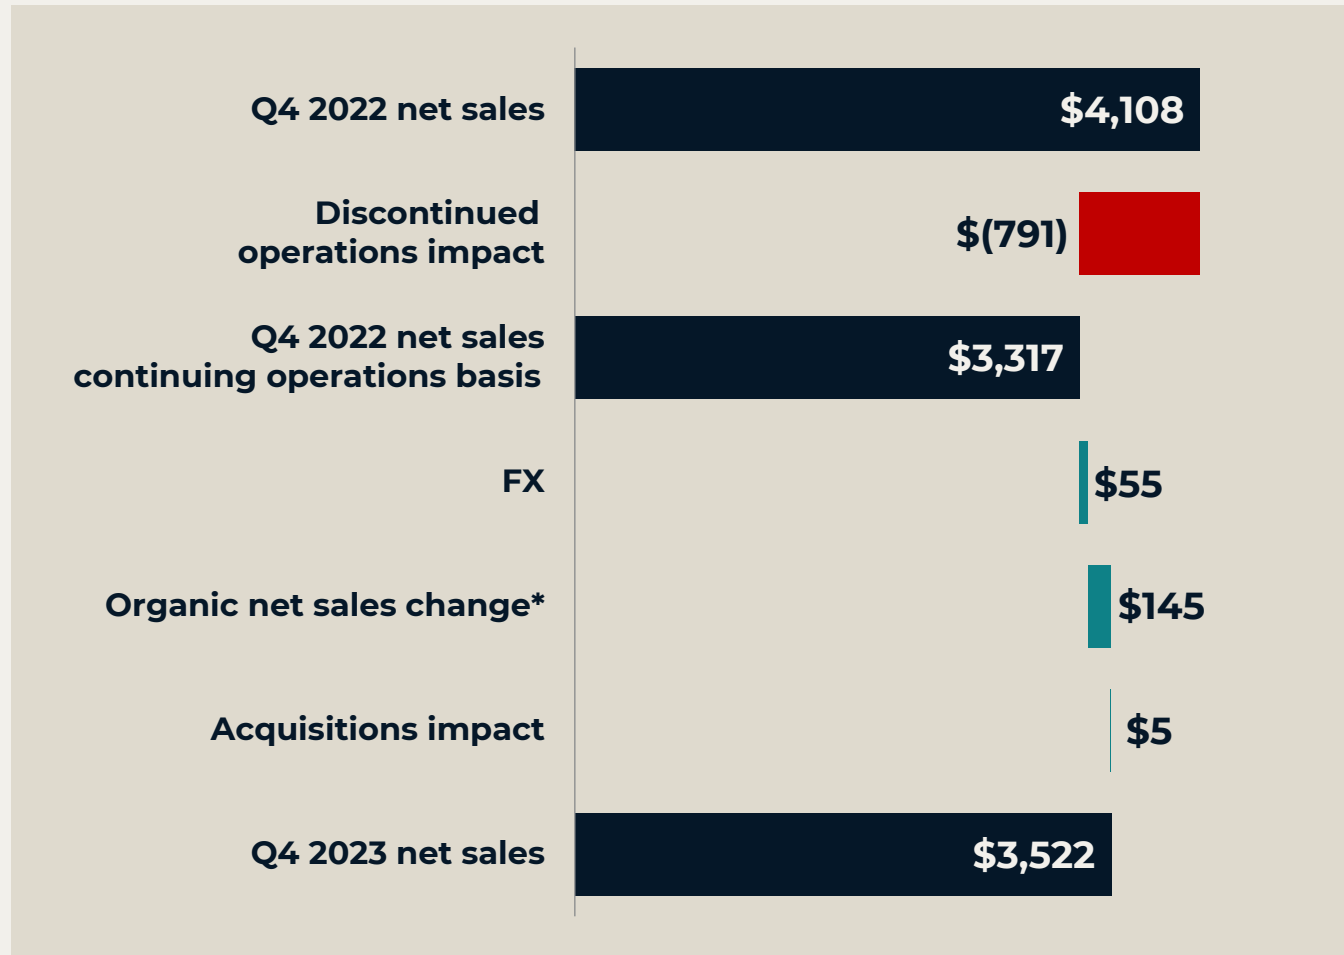 Q4 2022 net sales
$4,108
Discontinued
operations impact
$(791)
Q4 2022 net sales
continuing operations basis
$3,317
FX
$55
Organic net sales change*
$145
Acquisitions impact
$5
Q4 2023 net sales
$3,522